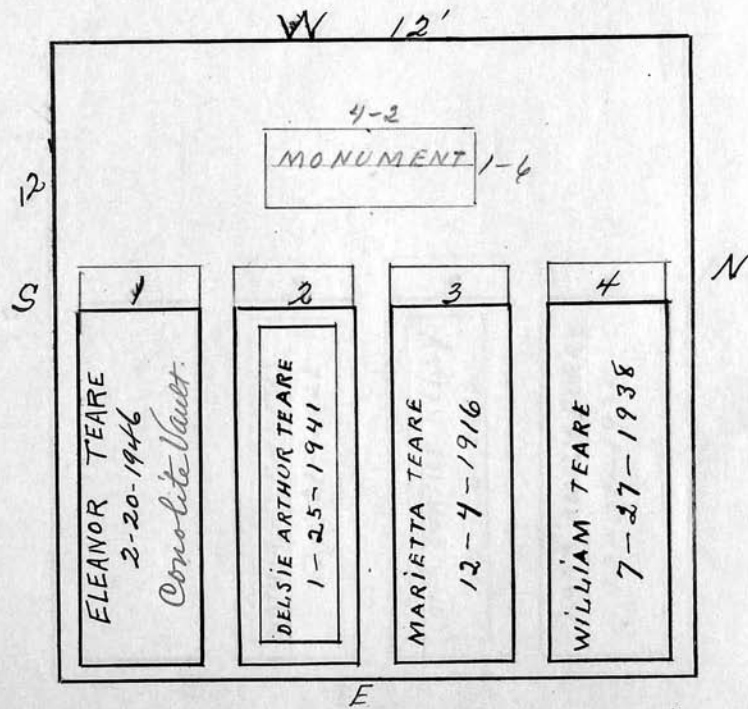 W 12'
4-2
MONUMENT 1-6
12
S
N
1
2
3
4
ELEANOR TEARE
2-20-1946
Conolite Vault.
DELSIE ARTHUR TEARE
1-25-1941
MARIETTA TEARE
12-4-1916
WILLIAM TEARE
7-27-1938
E